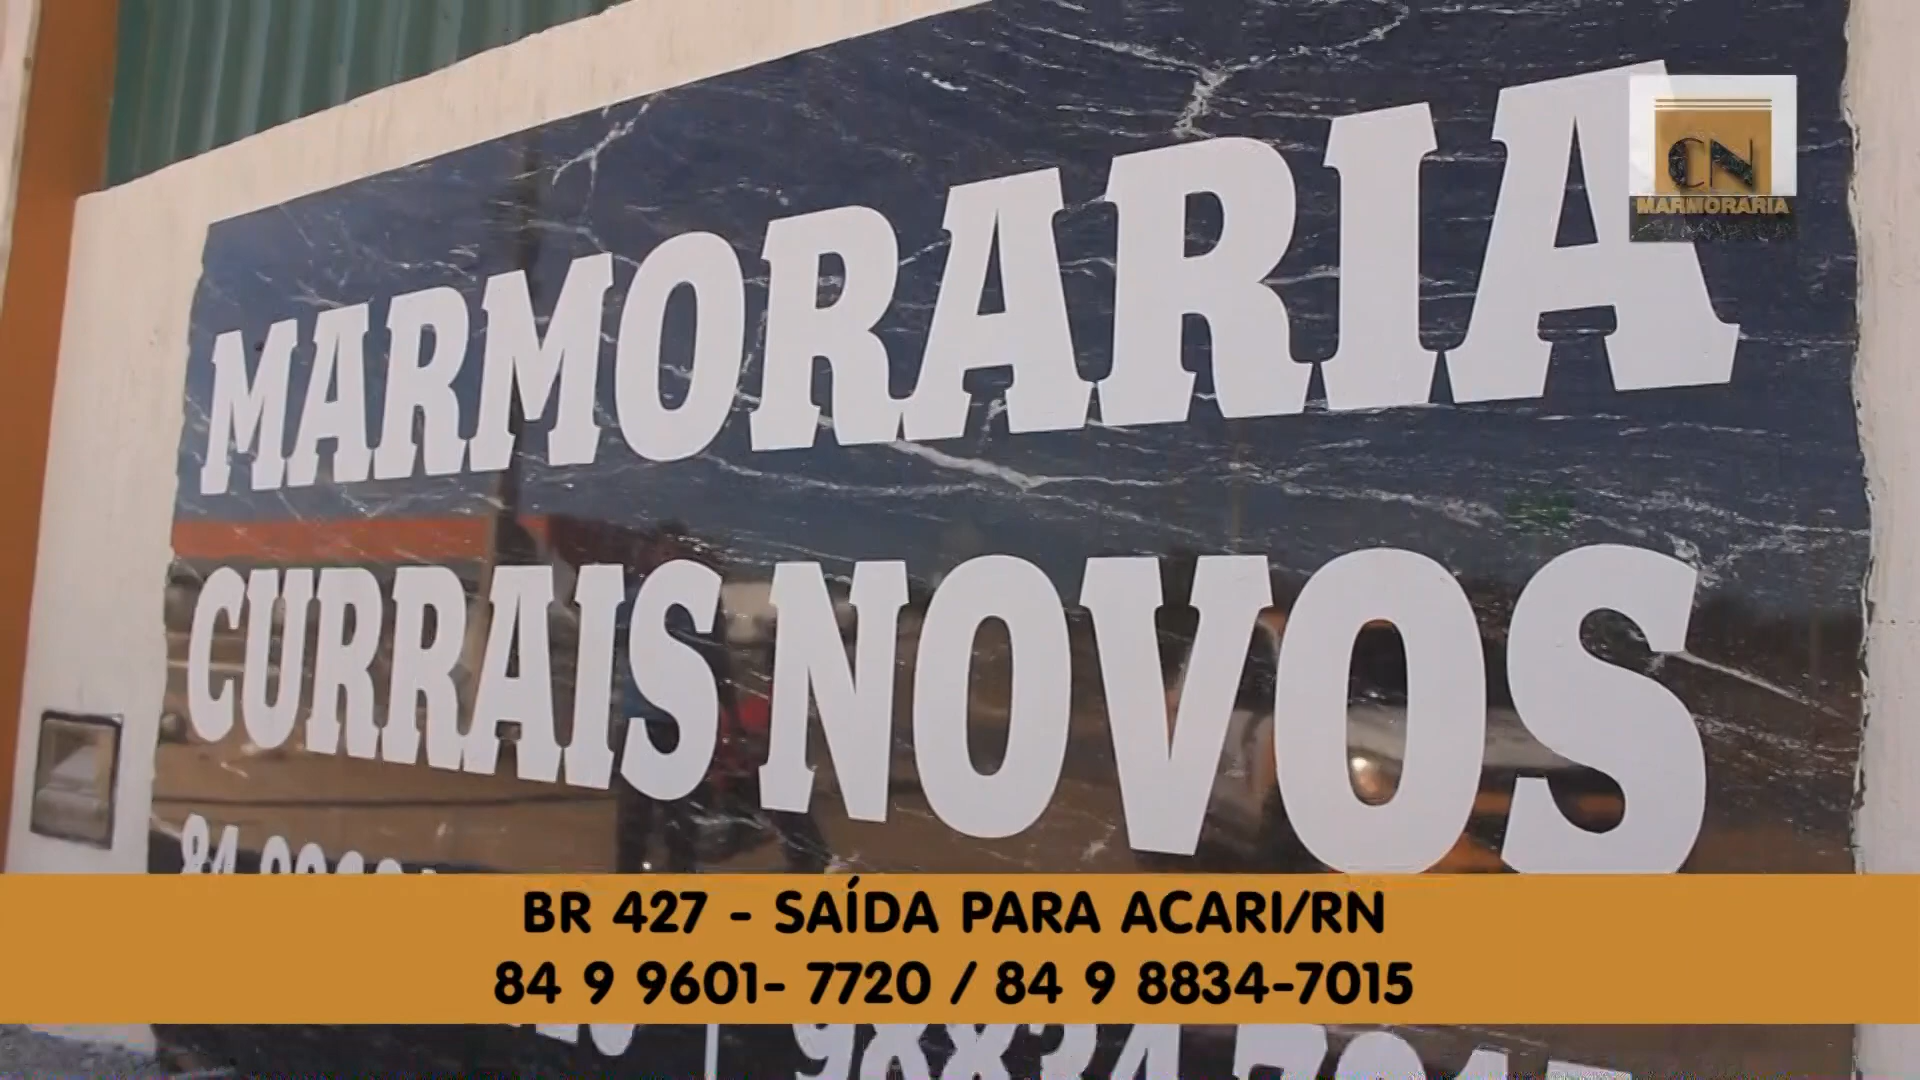 CN
MARMORARIA
MARMORARIA
CURRAIS NOVOS
BR 427 - SAÍDA PARA ACARI/RN
84 9 9601- 7720 / 84 9 8834-7015